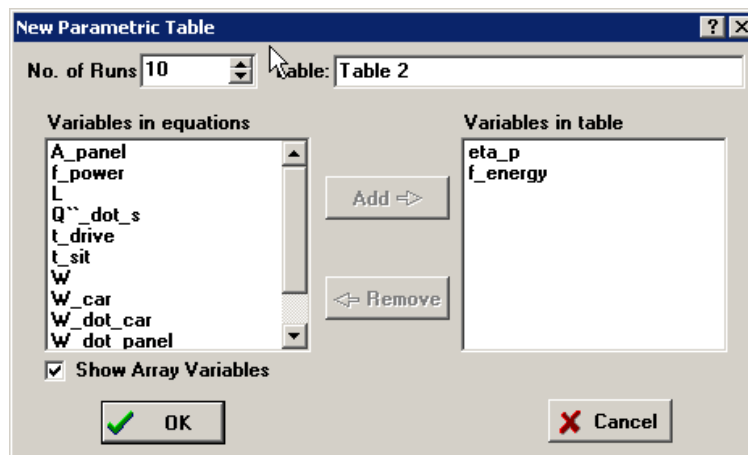 New Parametric Table
No. of Runs 10 Table: Table 2
Variables in equations
A_panel
f_power
L
Q``_dot_s
t_drive
t_sit
W
W_car
W_dot_car
W_dot_panel
Add
Remove
Variables in table
eta_p
f_energy
Show Array Variables
OK
Cancel